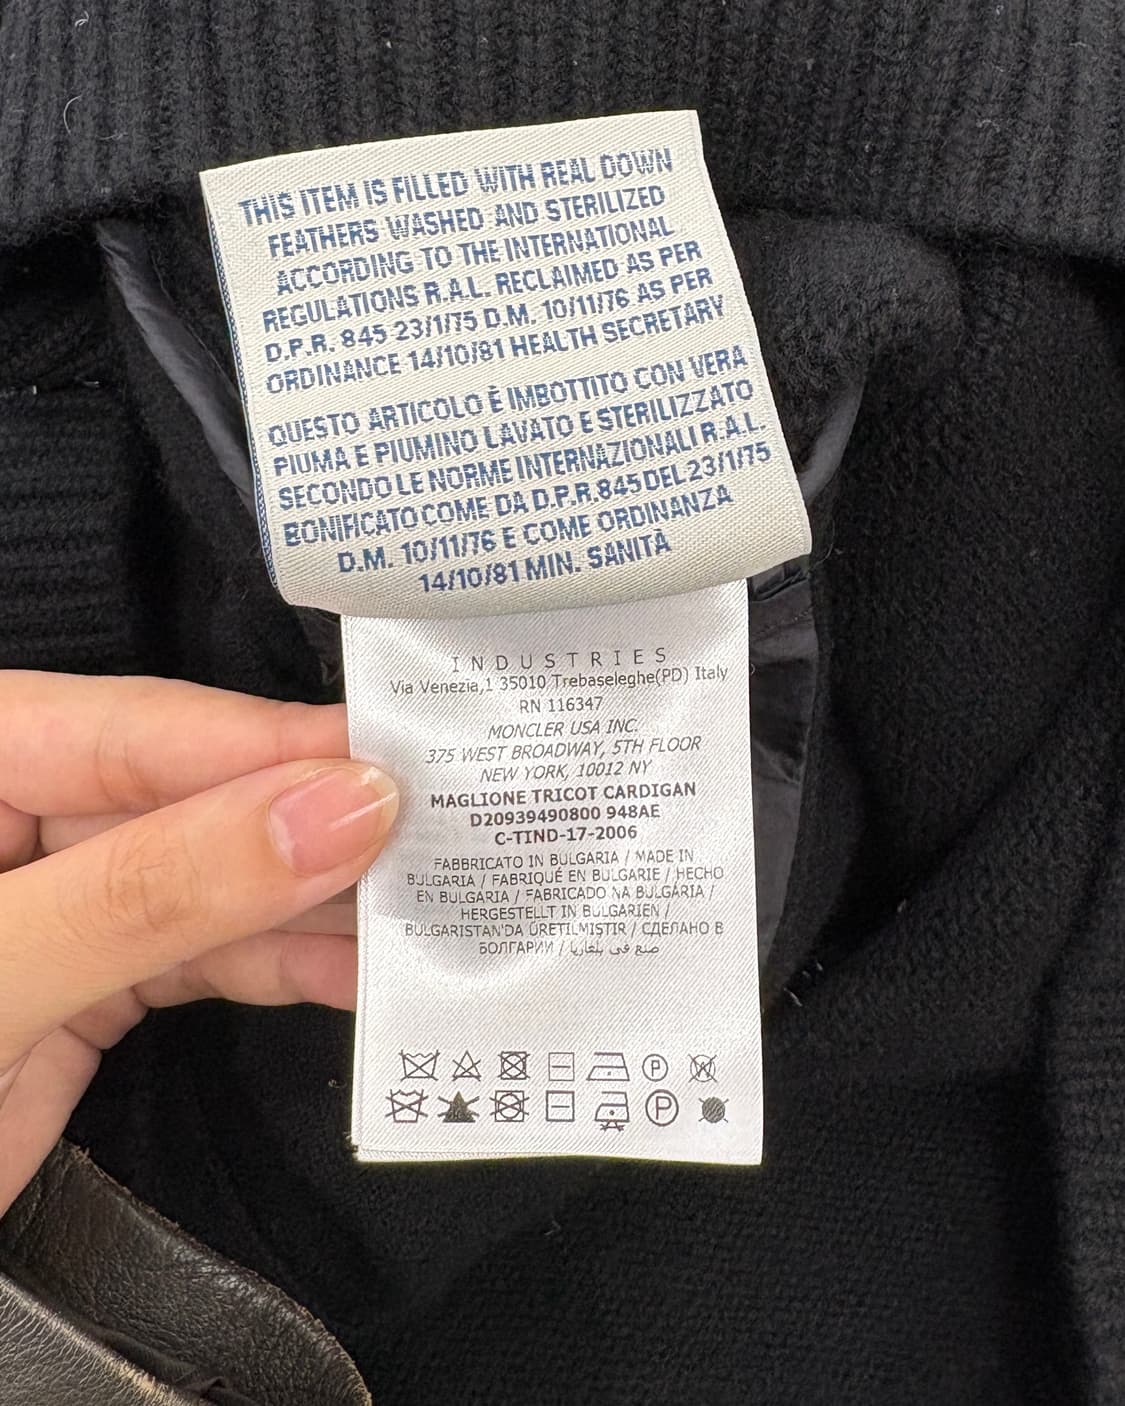 THIS ITEM IS FILLED WITH REAL DOWN
FEATHERS WASHED AND STERILIZED
ACCORDING TO THE INTERNATIONAL
REGULATIONS R.A.L. RECLAIMED AS PER
D.P.R. 845 23/1/75 D.M. 10/11/76 AS PER
ORDINANCE 14/10/81 HEALTH SECRETARY
QUESTO ARTICOLO È IMBOTTITO CON VERA
PIUMA E PIUMINO LAVATO E STERILIZZATO
SECONDO LE NORME INTERNAZIONALI R.A.L.
BONIFICATO COME DA D.P.R. 845 DEL 23/1/75
D.M. 10/11/76 E COME ORDINANZA
14/10/81 MIN. SANITÀ
INDUSTRIES
Via Venezia,1 35010 Trebaseleghe(PD) Italy
RN 116347
MONCLER USA INC.
375 WEST BROADWAY, 5TH FLOOR
NEW YORK, 10012 NY
MAGLIONE TRICOT CARDIGAN
D20939490800 948AE
C-TIND-17-2006
FABBRICATO IN BULGARIA / MADE IN
BULGARIA / FABRIQUÉ EN BULGARIE / HECHO
EN BULGARIA / FABRICADO NA BULGÁRIA /
HERGESTELLT IN BULGARIEN /
BULGARISTAN'DA ÜRETILMISTIR / СДЕЛАНО В
БОЛГАРИИ / صنع في بلغاريا
P W
P